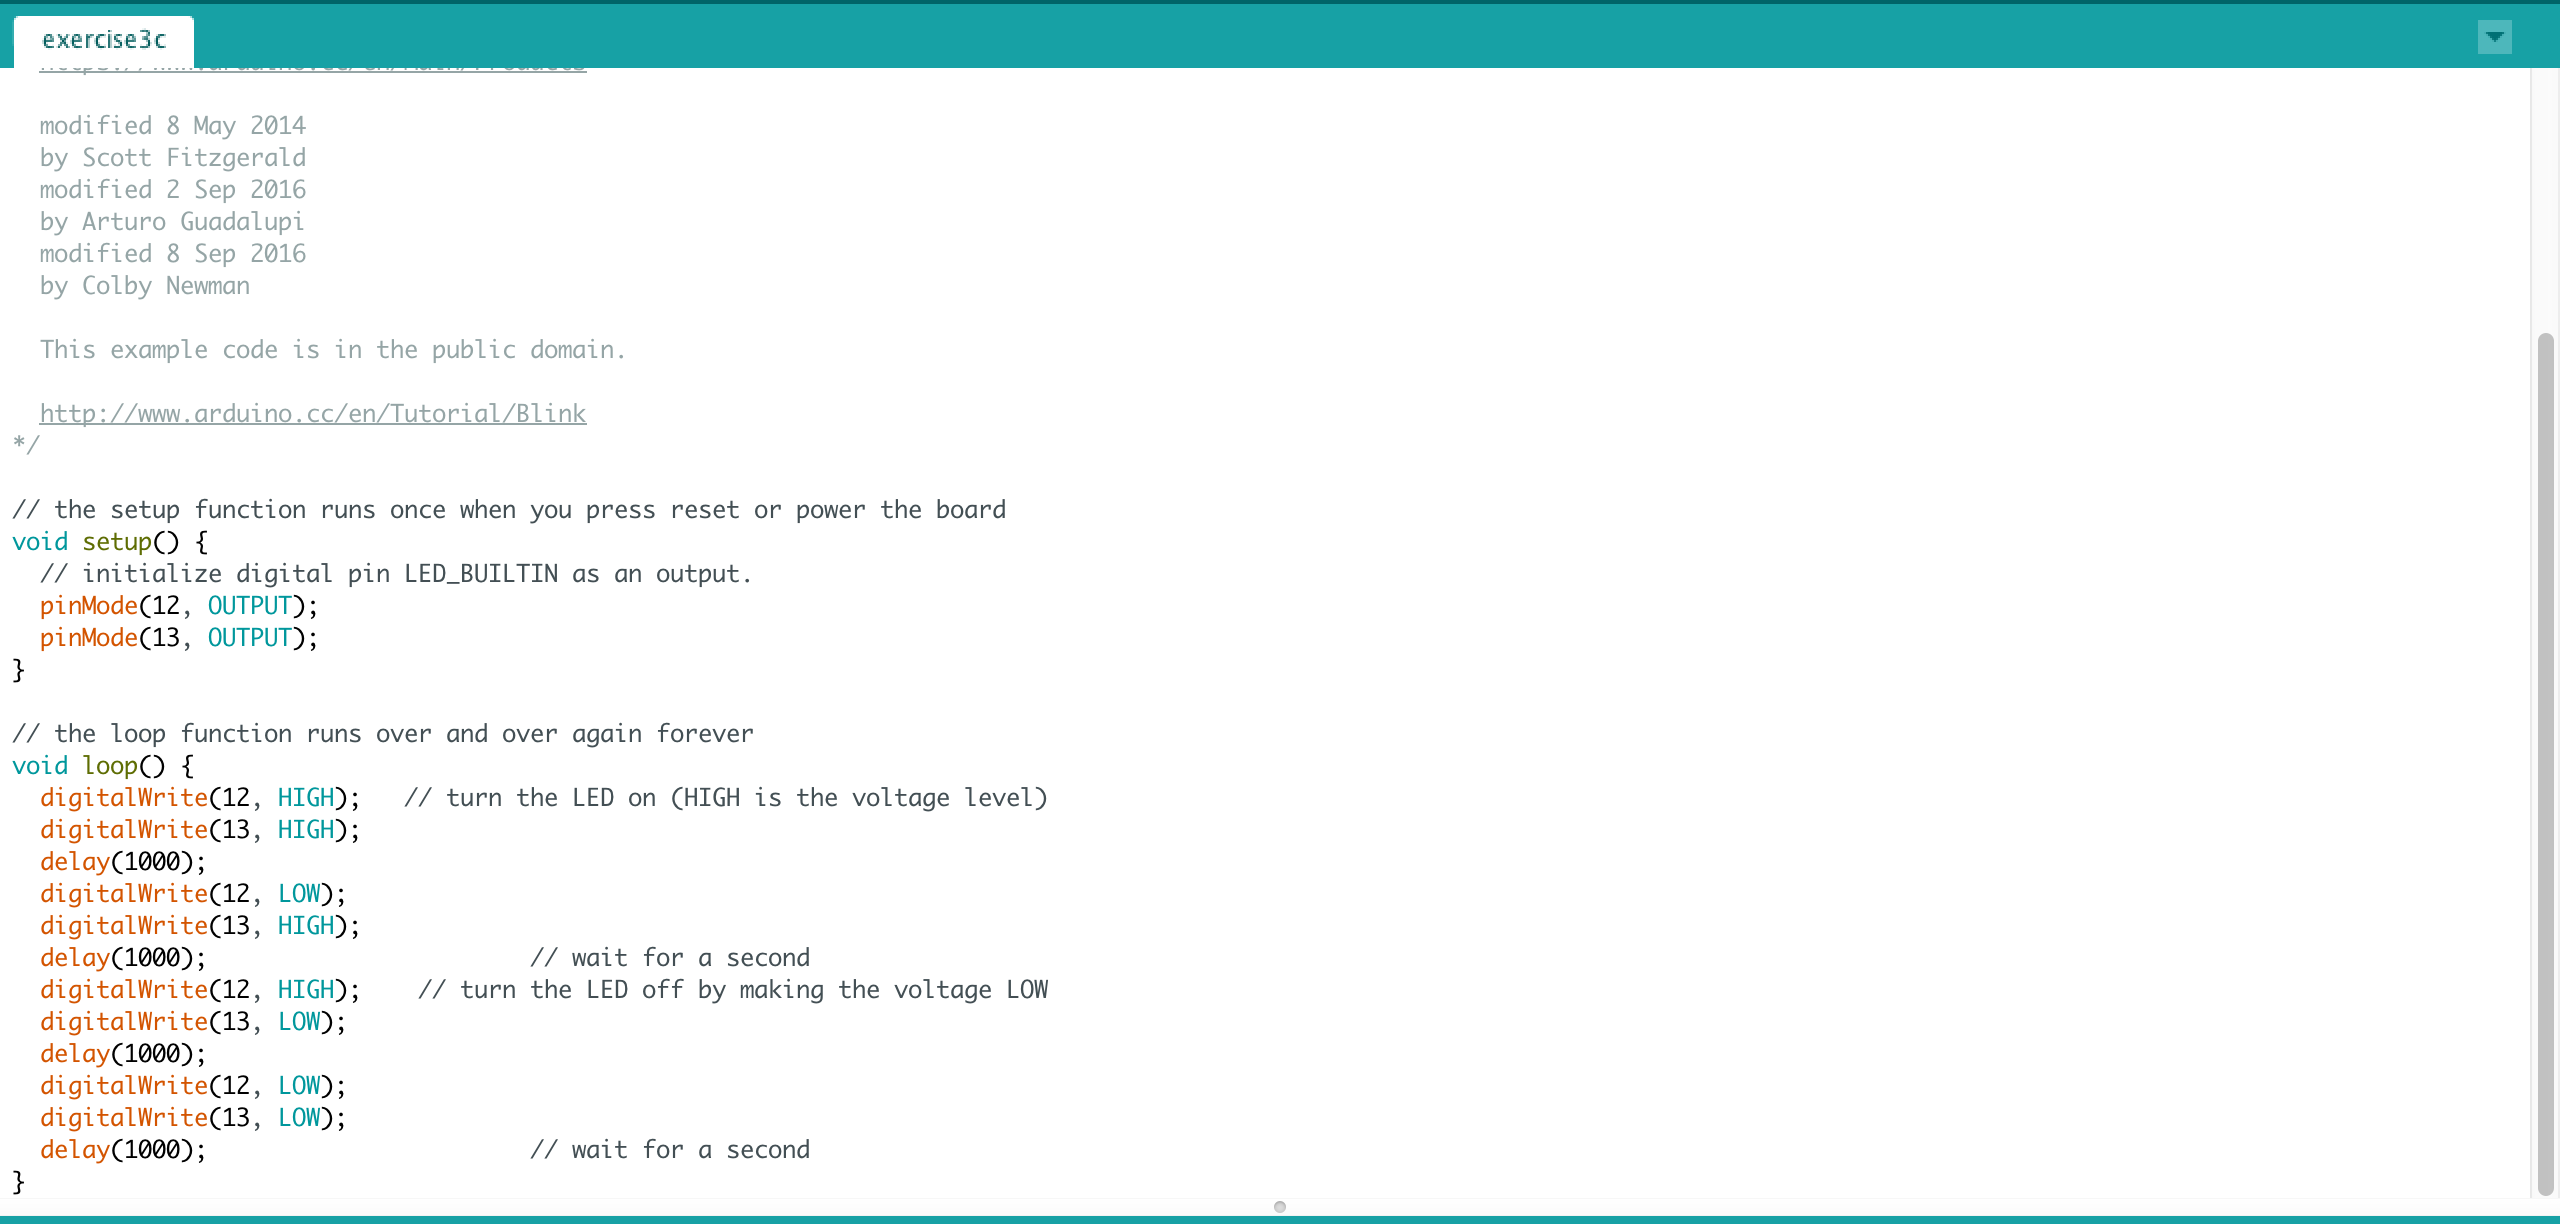 exercise3c
modified 8 May 2014
by Scott Fitzgerald
modified 2 Sep 2016
by Arturo Guadalupi
modified 8 Sep 2016
by Colby Newman
This example code is in the public domain.
http://www.arduino.cc/en/Tutorial/Blink
*/
// the setup function runs once when you press reset or power the board
void setup() {
  // initialize digital pin LED_BUILTIN as an output.
  pinMode(12, OUTPUT);
  pinMode(13, OUTPUT);
}
// the loop function runs over and over again forever
void loop() {
  digitalWrite(12, HIGH);   // turn the LED on (HIGH is the voltage level)
  digitalWrite(13, HIGH);
  delay(1000);
  digitalWrite(12, LOW);
  digitalWrite(13, HIGH);
  delay(1000);                       // wait for a second
  digitalWrite(12, HIGH);    // turn the LED off by making the voltage LOW
  digitalWrite(13, LOW);
  delay(1000);
  digitalWrite(12, LOW);
  digitalWrite(13, LOW);
  delay(1000);                       // wait for a second
}